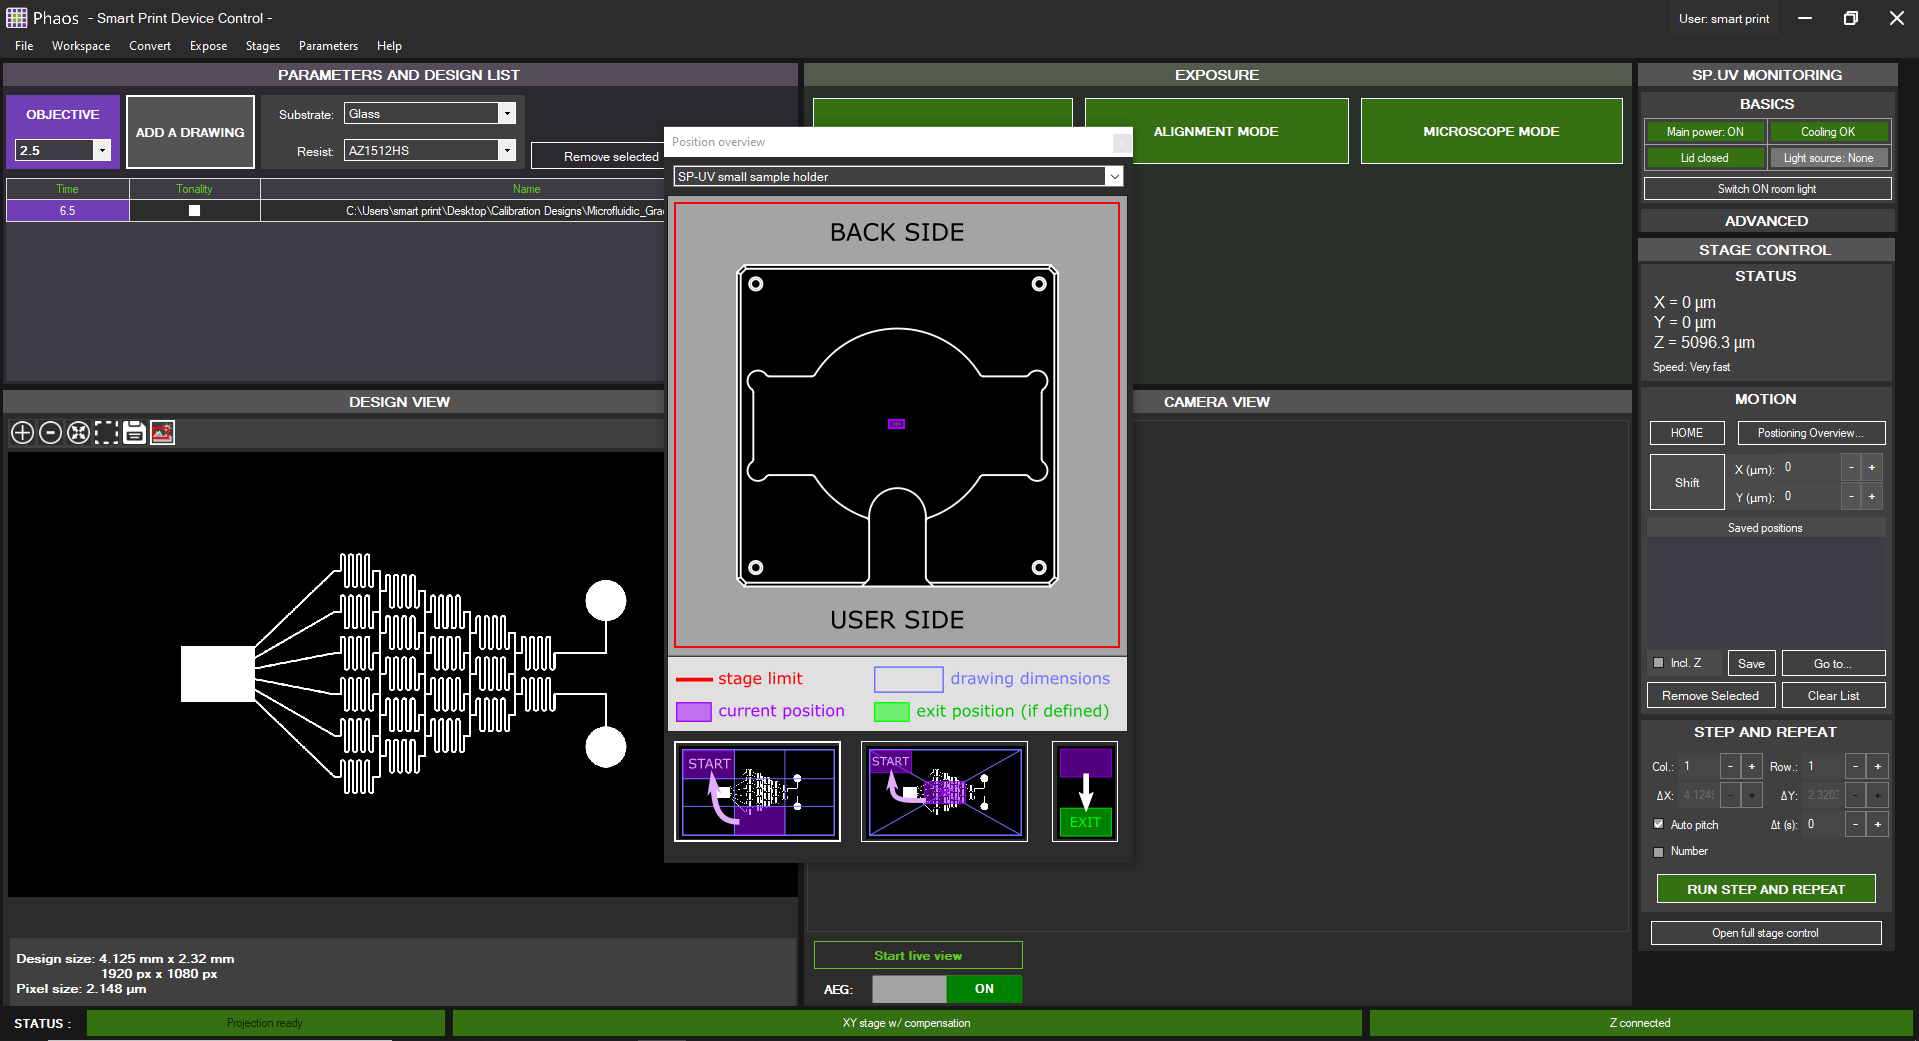 Phaos - Smart Print Device Control -
User: smart print
File Workspace Convert Expose Stages Parameters Help
PARAMETERS AND DESIGN LIST
OBJECTIVE
2.5
ADD A DRAWING
Substrate: Glass
Resist: AZ1512HS
Remove selected
Time Tonality Name
6.5 C:\Users\smart print\Desktop\Calibration Designs\Microfluidic_Gra
EXPOSURE
ALIGNMENT MODE
MICROSCOPE MODE
Position overview
SP-UV small sample holder
BACK SIDE
USER SIDE
stage limit
drawing dimensions
current position
exit position (if defined)
START
START
EXIT
DESIGN VIEW
Design size: 4.125 mm x 2.32 mm
1920 px x 1080 px
Pixel size: 2.148 µm
CAMERA VIEW
Start live view
AEG: ON
SP.UV MONITORING
BASICS
Main power: ON Cooling OK
Lid closed Light source: None
Switch ON room light
ADVANCED
STAGE CONTROL
STATUS
X = 0 µm
Y = 0 µm
Z = 5096.3 µm
Speed: Very fast
MOTION
HOME Postioning Overview...
Shift
X (µm): 0 - +
Y (µm): 0 - +
Saved positions
Incl. Z Save Go to...
Remove Selected Clear List
STEP AND REPEAT
Col.: 1 - + Row.: 1 - +
ΔX: 4.124 - + ΔY: 2.320 - +
Auto pitch Δt (s): 0 - +
Number
RUN STEP AND REPEAT
Open full stage control
STATUS : Projection ready XY stage w/ compensation Z connected